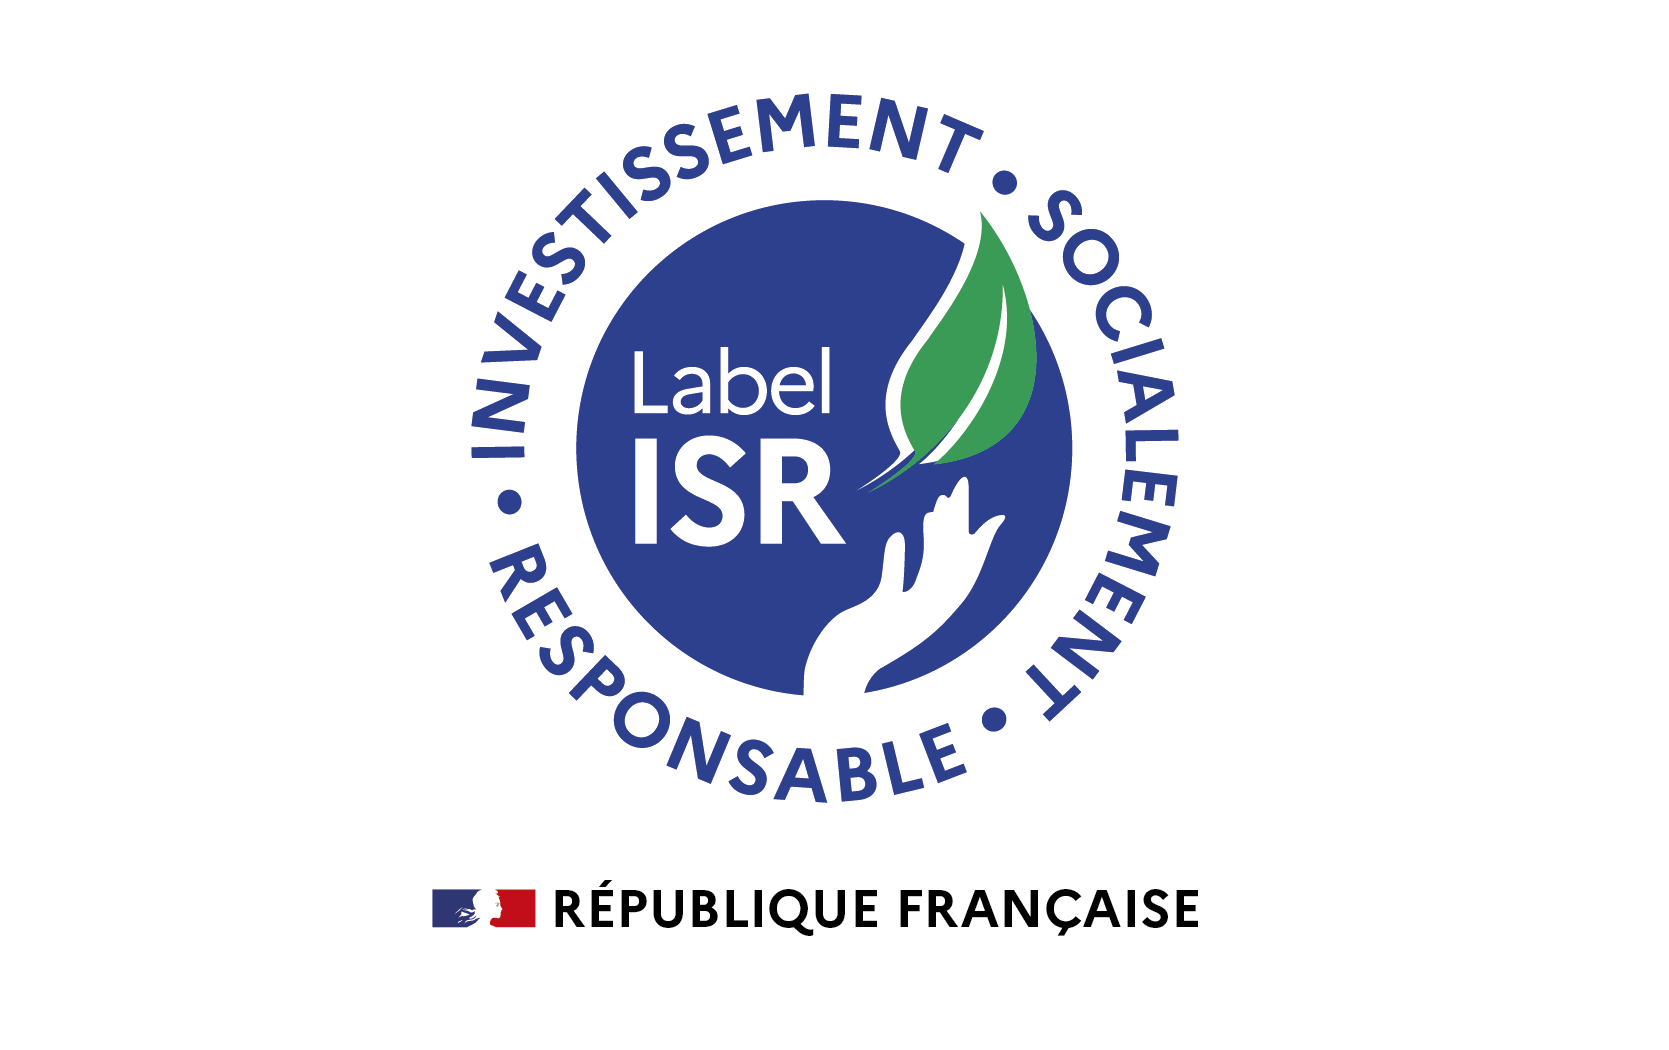 INVESTISSEMENT • SOCIALEMENT • RESPONSABLE •
Label
ISR
RÉPUBLIQUE FRANÇAISE